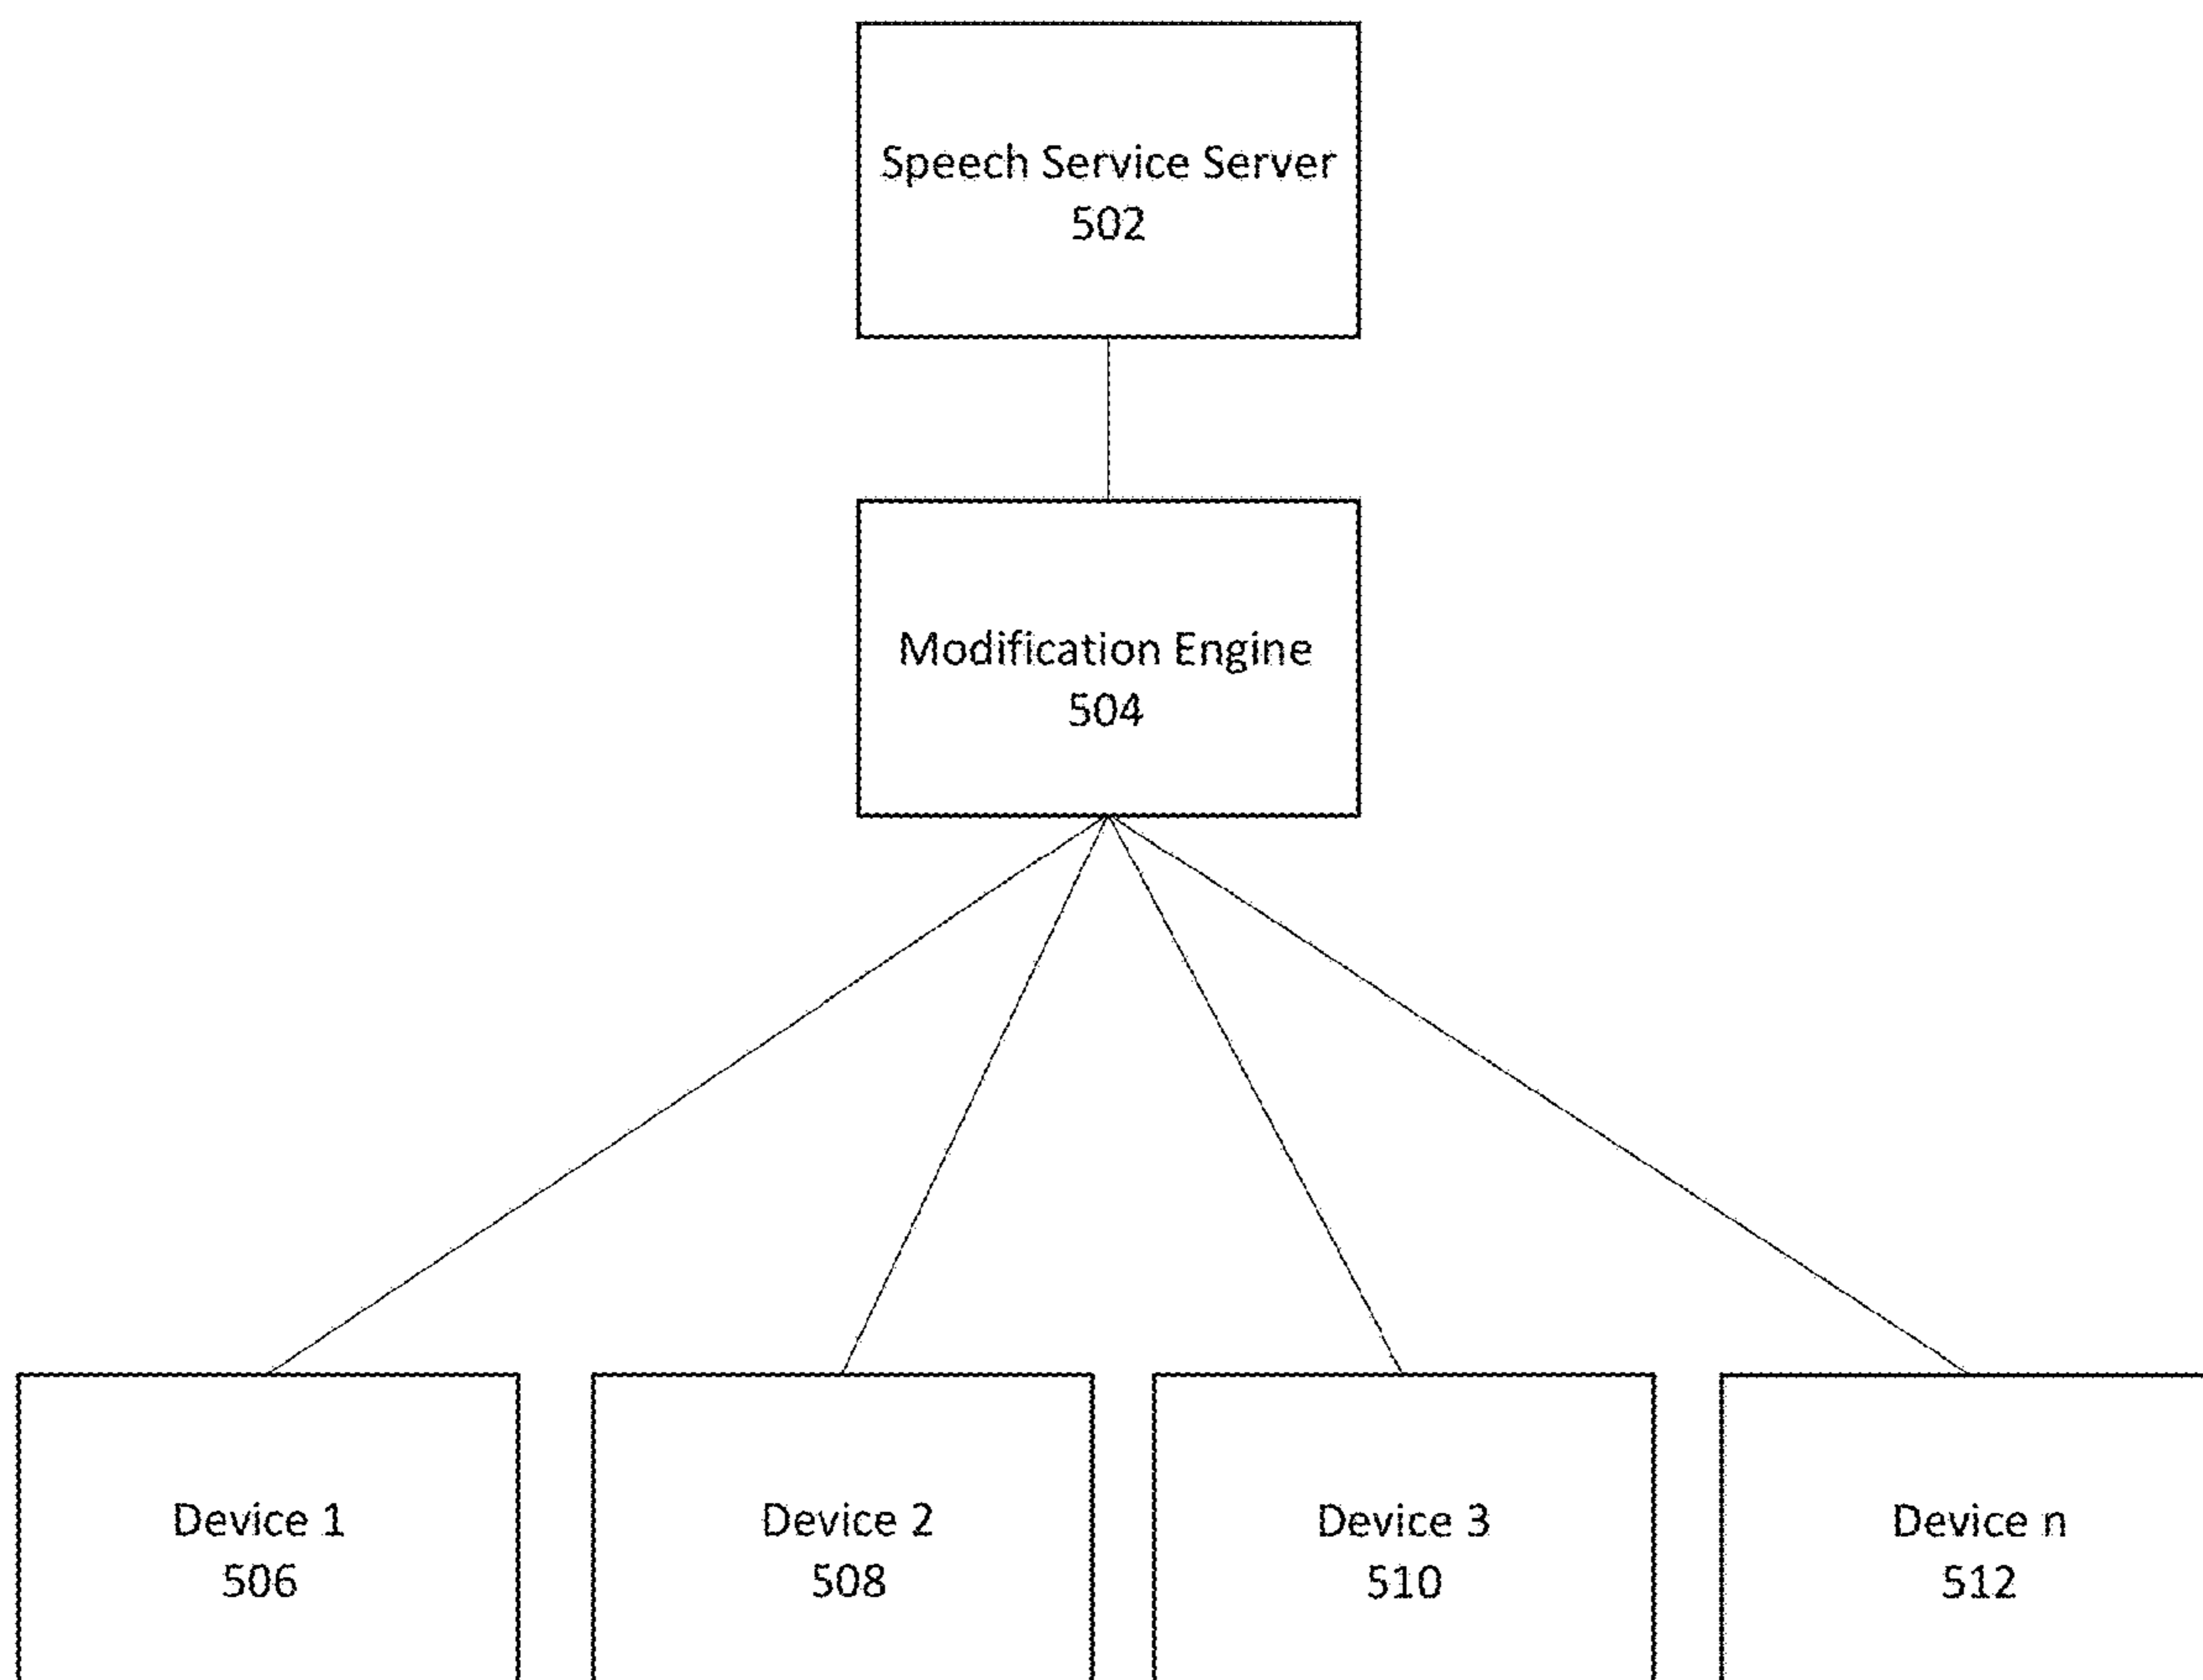 Speech Service Server
502
Modification Engine
504
Device 1
506
Device 2
508
Device 3
510
Device n
512